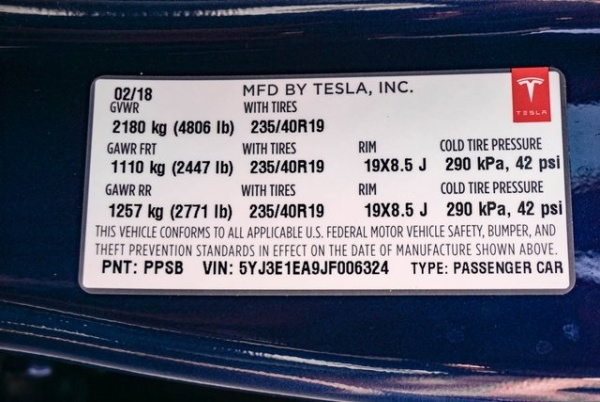 02/18 MFD BY TESLA, INC.
TESLA
GVWR WITH TIRES
2180 kg (4806 lb) 235/40R19
GAWR FRT WITH TIRES RIM COLD TIRE PRESSURE
1110 kg (2447 lb) 235/40R19 19X8.5 J 290 kPa, 42 psi
GAWR RR WITH TIRES RIM COLD TIRE PRESSURE
1257 kg (2771 lb) 235/40R19 19X8.5 J 290 kPa, 42 psi
THIS VEHICLE CONFORMS TO ALL APPLICABLE U.S. FEDERAL MOTOR VEHICLE SAFETY, BUMPER, AND
THEFT PREVENTION STANDARDS IN EFFECT ON THE DATE OF MANUFACTURE SHOWN ABOVE.
PNT: PPSB VIN: 5YJ3E1EA9JF006324 TYPE: PASSENGER CAR